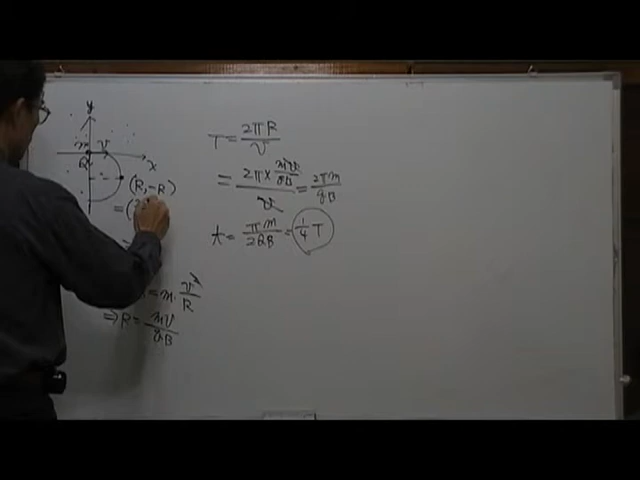 y
m v
Q x
(R, -R)
= (
= m · v²/R
⇒ R = mv/qB
T = 2πR/v
= 2π × mv/qB / v = 2πm/qB
t = πm/2QB = 1/4 T